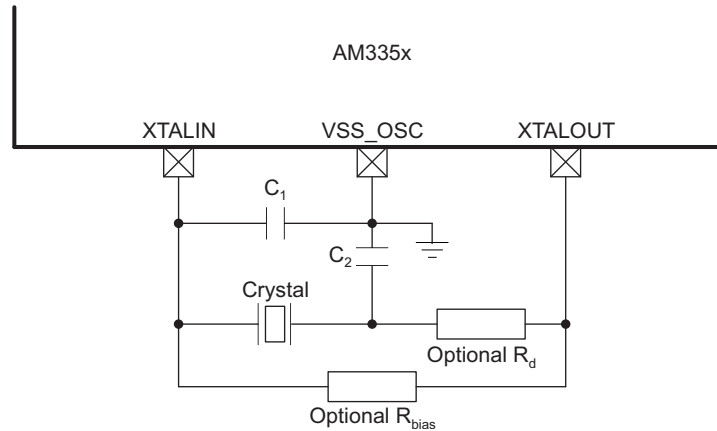 AM335x
XTALIN
VSS_OSC
XTALOUT
C1
C2
Crystal
Optional Rd
Optional Rbias